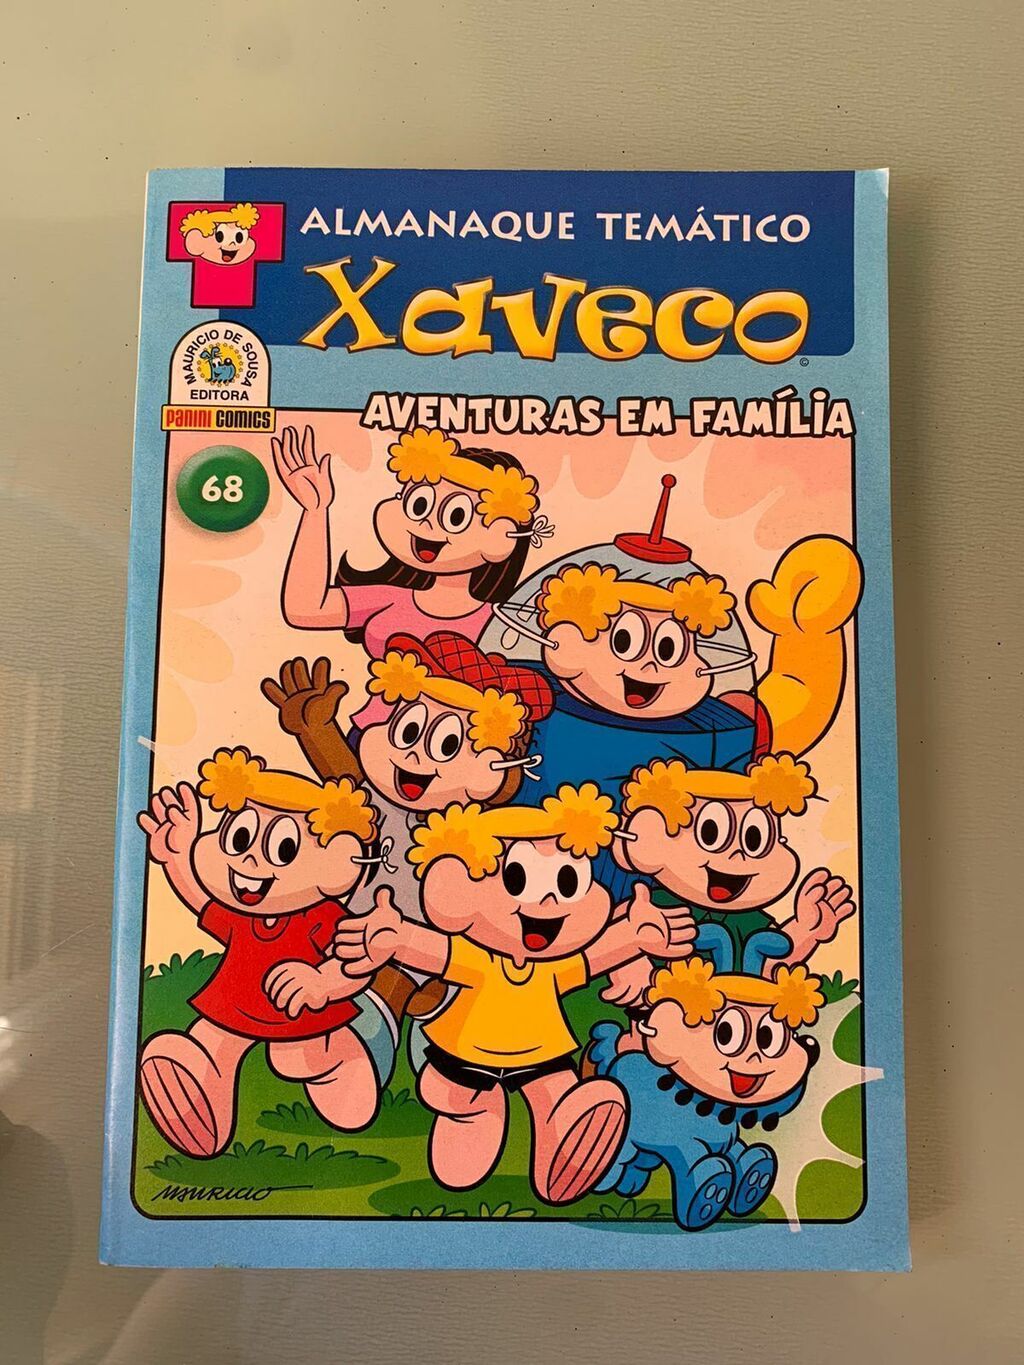 ALMANAQUE TEMÁTICO
Xaveco
©
MAURICIO DE SOUSA
EDITORA
PANINI COMICS
AVENTURAS EM FAMÍLIA
68
MAURICIO